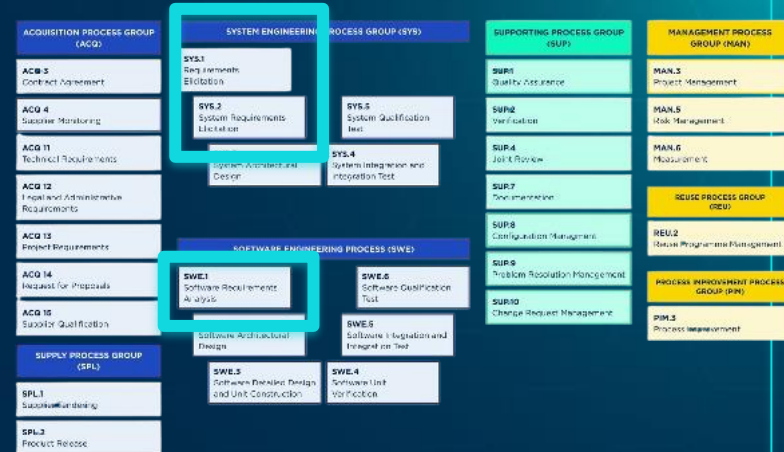 ACQUISITION PROCESS GROUP
(ACQ)
ACQ-3
Contract Agreement
ACQ 4
Supplier Monitoring
ACQ 11
Technical Requirements
ACQ 12
Legal and Administrative
Requirements
ACQ 13
Project Requirements
ACQ 14
Request for Proposals
ACQ 15
Supplier Qualification
SUPPLY PROCESS GROUP
(SPL)
SPL.1
Supplier Tendering
SPL.2
Product Release
SYSTEM ENGINEERING PROCESS GROUP (SYS)
SYS.1
Requirements
Elicitation
SYS.2
System Requirements
Elicitation
System Architectural
Design
SYS.5
System Qualification
Test
SYS.4
System Integration and
Integration Test
SOFTWARE ENGINEERING PROCESS (SWE)
SWE.1
Software Requirements
Analysis
Software Architectural
Design
SWE.3
Software Detailed Design
and Unit Construction
SWE.6
Software Qualification
Test
SWE.5
Software Integration and
Integration Test
SWE.4
Software Unit
Verification
SUPPORTING PROCESS GROUP
(SUP)
SUP.1
Quality Assurance
SUP.2
Verification
SUP.4
Joint Review
SUP.7
Documentation
SUP.8
Configuration Managment
SUP.9
Problem Resolution Management
SUP.10
Change Request Management
MANAGEMENT PROCESS
GROUP (MAN)
MAN.3
Project Management
MAN.5
Risk Management
MAN.6
Measurement
REUSE PROCESS GROUP
(REU)
REU.2
Reuse Programme Management
PROCESS IMPROVEMENT PROCESS
GROUP (PIM)
PIM.3
Process Improvement